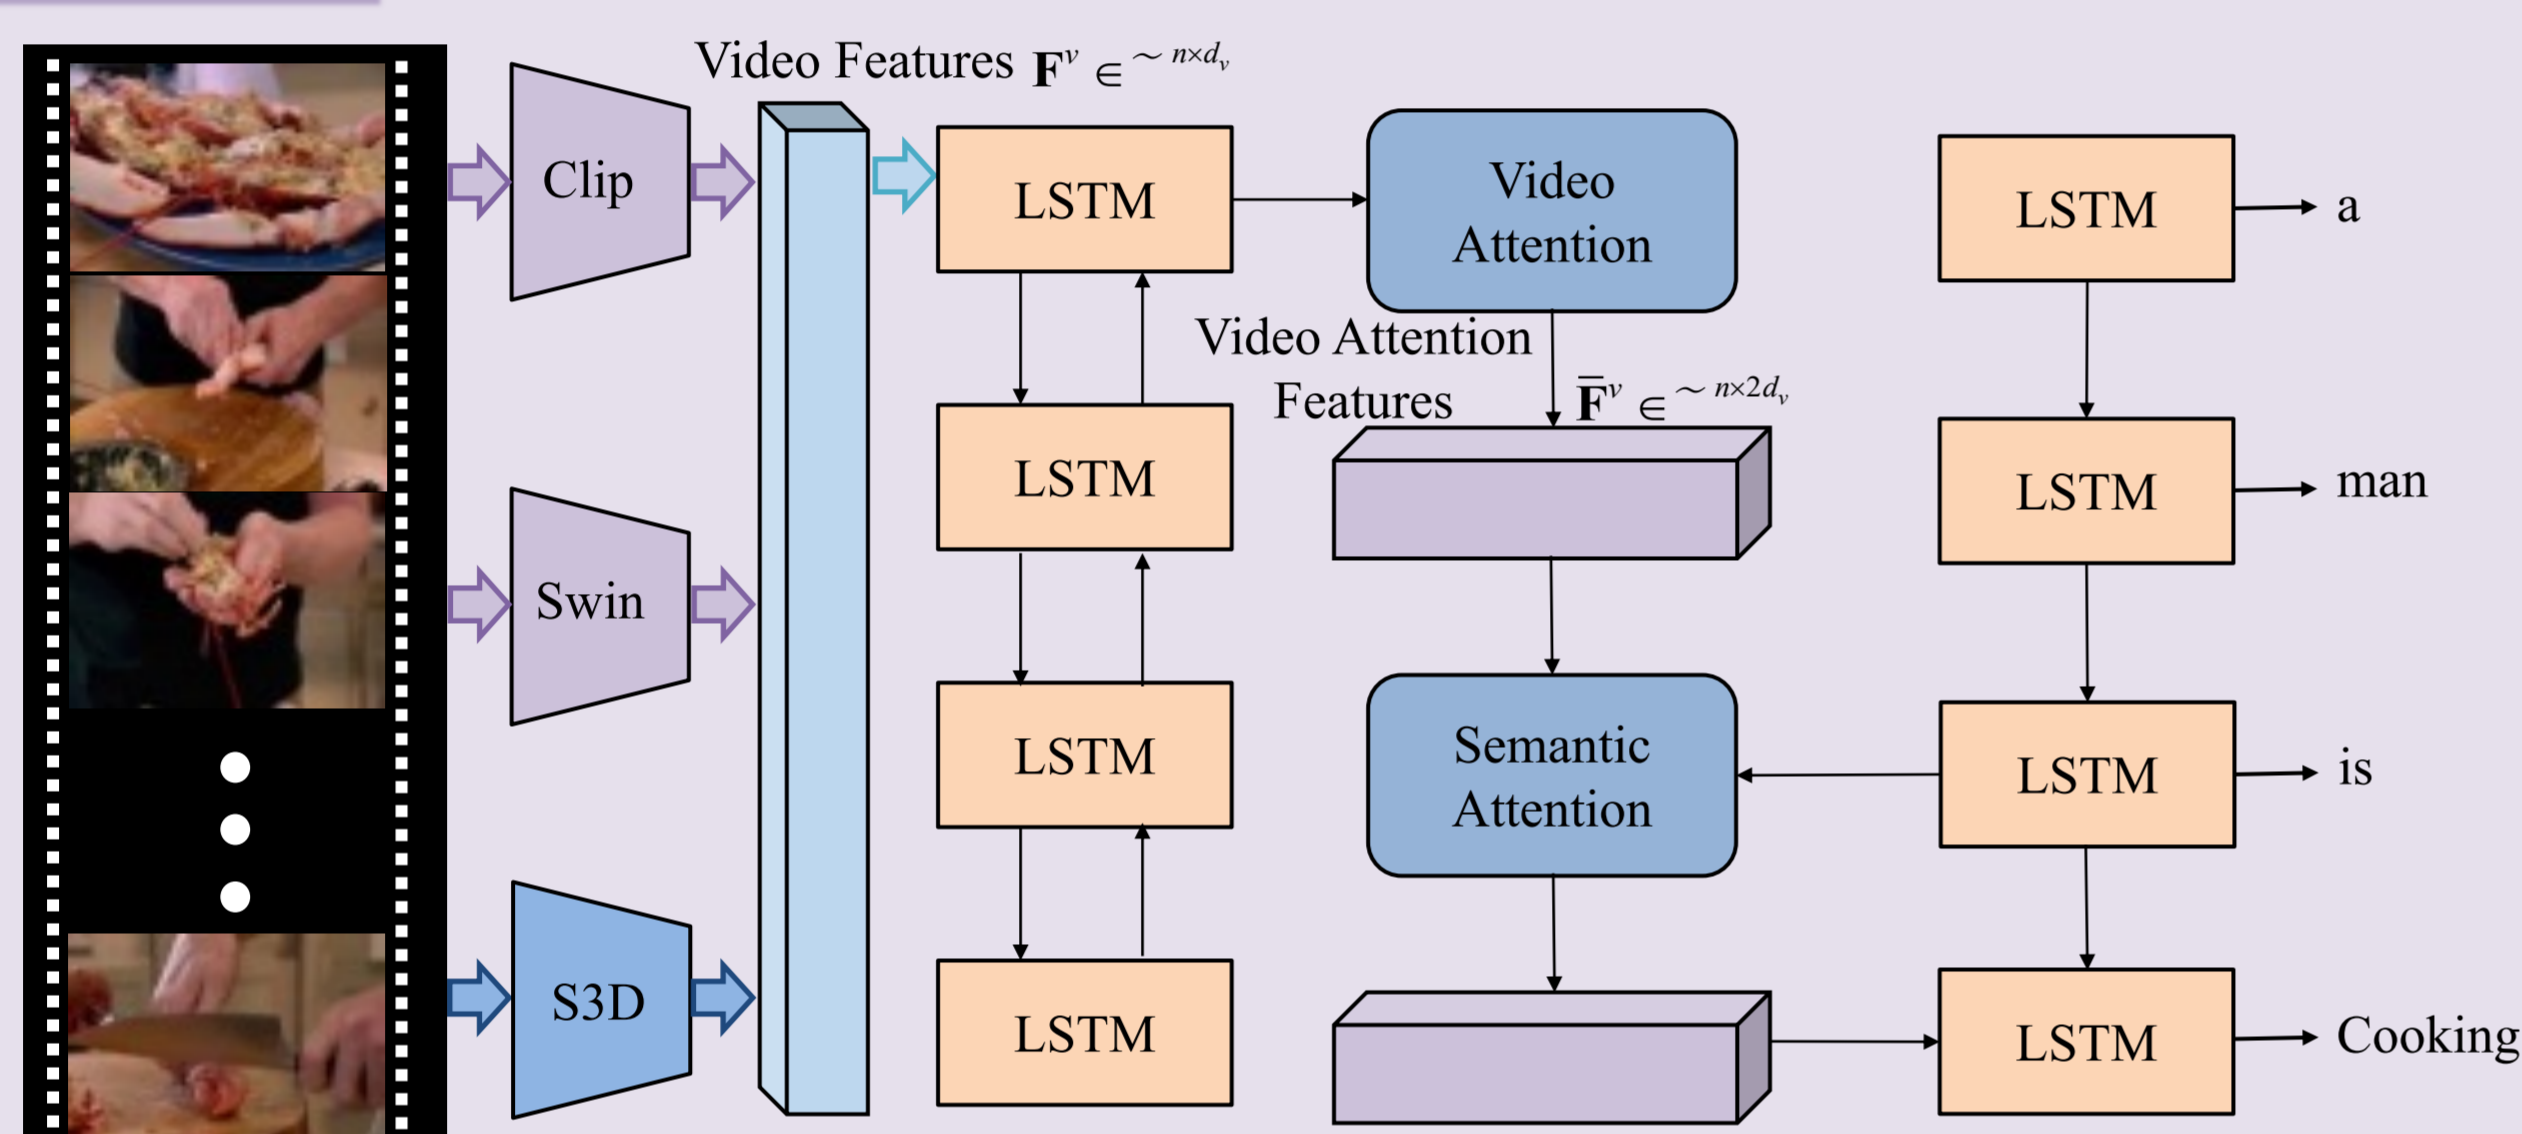 Video Features F^v ∈ ~ n×d_v
Clip
Swin
S3D
LSTM
LSTM
LSTM
LSTM
Video
Attention
Video Attention
Features
F̅^v ∈ ~ n×2d_v
Semantic
Attention
LSTM
a
LSTM
man
LSTM
is
LSTM
Cooking